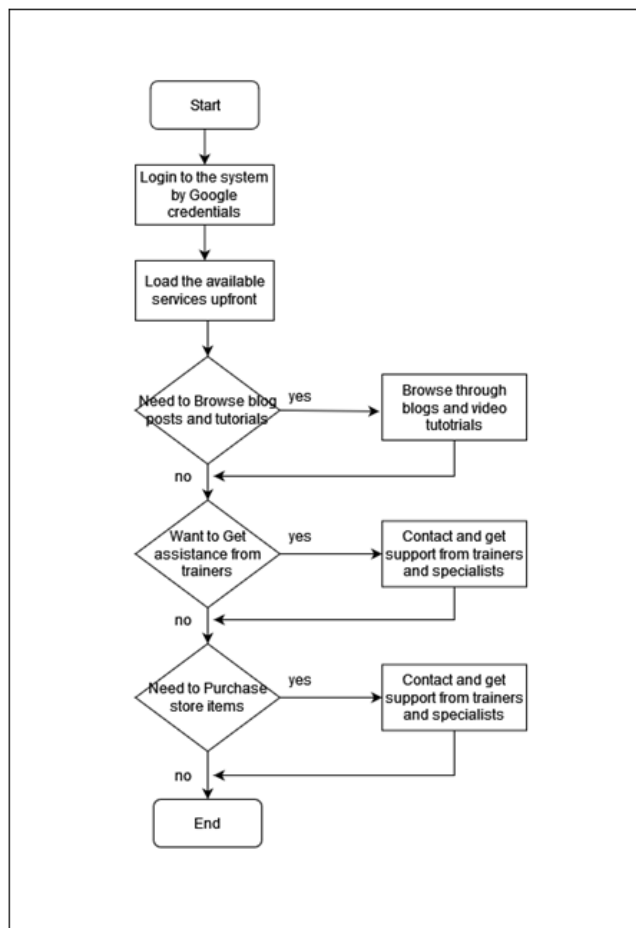 Start
Login to the system
by Google
credentials
Load the available
services upfront
Need to Browse blog
posts and tutorials
yes
Browse through
blogs and video
tutotrials
no
Want to Get
assistance from
trainers
yes
Contact and get
support from trainers
and specialists
no
Need to Purchase
store items
yes
Contact and get
support from trainers
and specialists
no
End